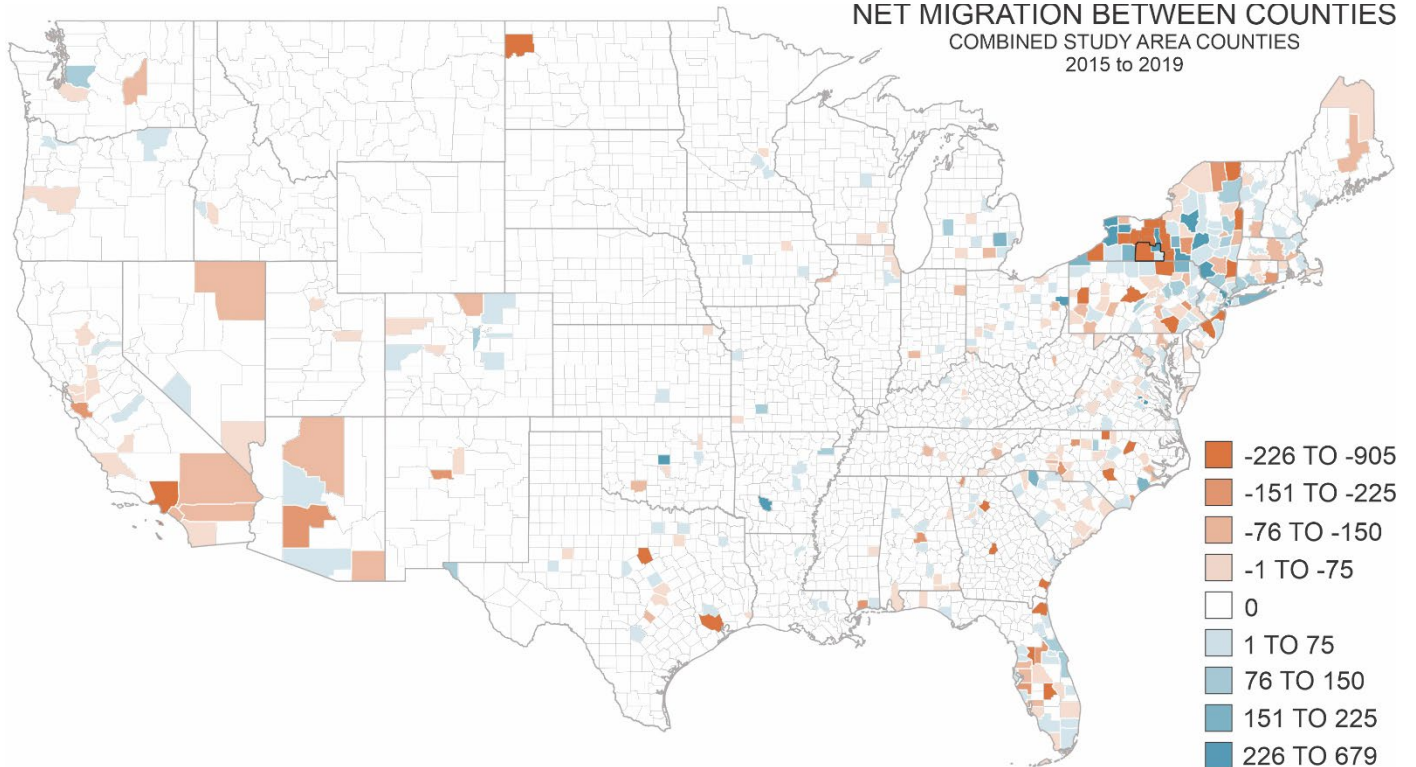 NET MIGRATION BETWEEN COUNTIES
COMBINED STUDY AREA COUNTIES
2015 to 2019
-226 TO -905
-151 TO -225
-76 TO -150
-1 TO -75
0
1 TO 75
76 TO 150
151 TO 225
226 TO 679